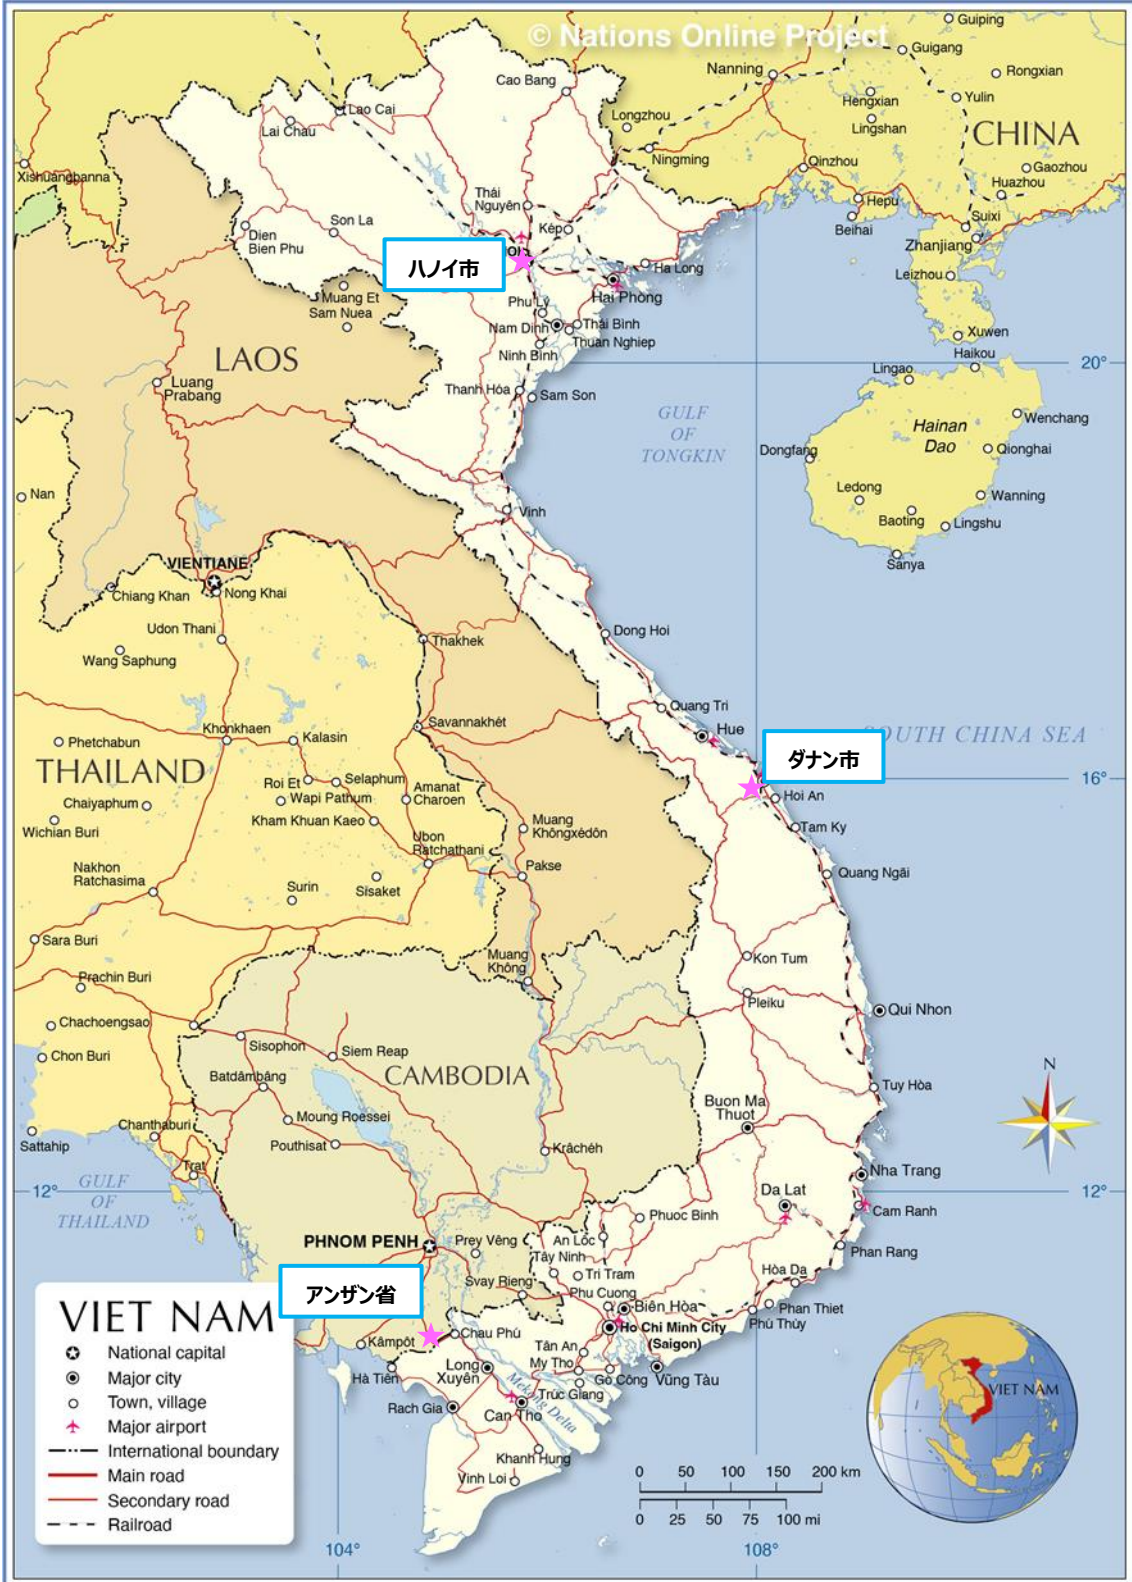 © Nations Online Project
Guiping
Guigang
Nanning
Rongxian
Cao Bang
Hengxian
Yulin
Lao Cai
Longzhou
Lingshan
CHINA
Lai Chau
Ningming
Qinzhou
Gaozhou
Xishuangbanna
Huazhou
Thái
Nguyên
Hepu
Son La
Beihai
Suixi
Dien
Bien Phu
Kép
Zhanjiang
ハノイ市
Ha Long
Leizhou
Muang Et
Hai Phòng
Sam Nuea
Phu Lý
Nam Dinh
Thái Bình
Thuan Nghiep
Xuwen
LAOS
Ninh Bình
Haikou
20°
Luang
Prabang
Thanh Hóa
Sam Son
Lingao
GULF
OF
TONGKIN
Hainan
Dao
Wenchang
Dongfang
Qionghai
Nan
Ledong
Wanning
Vinh
Baoting
Lingshu
Sanya
VIENTIANE
Chiang Khan
Nong Khai
Udon Thani
Dong Hoi
Wang Saphung
Thakhek
Quang Tri
Savannakhét
Khonkhaen
Kalasin
Hue
SOUTH CHINA SEA
Phetchabun
ダナン市
THAILAND
16°
Roi Et
Selaphum
Amanat
Charoen
Hoi An
Chaiyaphum
Wapi Pathum
Wichian Buri
Kham Khuan Kaeo
Muang
Khôngxédôn
Tam Ky
Ubon
Ratchathani
Nakhon
Ratchasima
Pakse
Quang Ngãi
Surin
Sisaket
Sara Buri
Muang
Không
Kon Tum
Prachin Buri
Pleiku
Qui Nhon
Chachoengsao
Sisophon
Siem Reap
Chon Buri
CAMBODIA
N
Batdâmbâng
Tuy Hòa
Buon Ma
Thuot
Moung Roessei
Chanthaburi
Pouthisat
Krâchéh
Sattahip
Trat
Nha Trang
GULF
OF
THAILAND
12°
Da Lat
12°
Cam Ranh
Phuoc Binh
PHNOM PENH
Prey Vêng
An Lôc
Phan Rang
Tây Ninh
アンザン省
Svay Rieng
Tri Tram
Hòa Da
Phu Cuong
VIET NAM
Biên Hòa
Phan Thiet
Phú Thùy
Kâmpôt
Chau Phú
Ho Chi Minh City
(Saigon)
National capital
Tân An
Long
Xuyên
My Tho
Major city
Hà Tiên
Gò Công
Vũng Tàu
Town, village
Rach Gia
Trúc Giang
Mekong Delta
VIET NAM
Can Tho
Major airport
International boundary
Khanh Hung
Main road
Vinh Loi
0 50 100 150 200 km
Secondary road
0 25 50 75 100 mi
Railroad
104°
108°